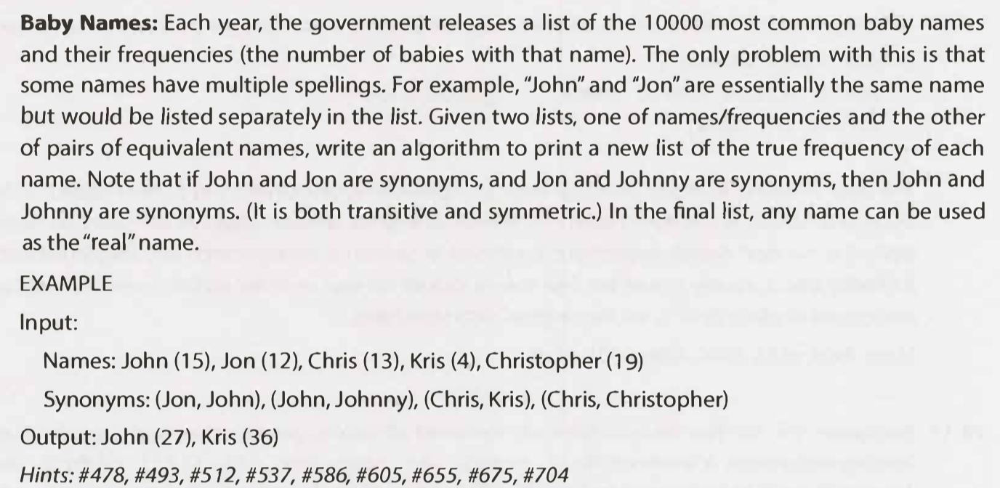 Baby Names: Each year, the government releases a list of the 10000 most common baby names
and their frequencies (the number of babies with that name). The only problem with this is that
some names have multiple spellings. For example, "John" and "Jon" are essentially the same name
but would be listed separately in the list. Given two lists, one of names/frequencies and the other
of pairs of equivalent names, write an algorithm to print a new list of the true frequency of each
name. Note that if John and Jon are synonyms, and Jon and Johnny are synonyms, then John and
Johnny are synonyms. (It is both transitive and symmetric.) In the final list, any name can be used
as the "real" name.
EXAMPLE
Input:
Names: John (15), Jon (12), Chris (13), Kris (4), Christopher (19)
Synonyms: (Jon, John), (John, Johnny), (Chris, Kris), (Chris, Christopher)
Output: John (27), Kris (36)
Hints: #478, #493, #512, #537, #586, #605, #655, #675, #704